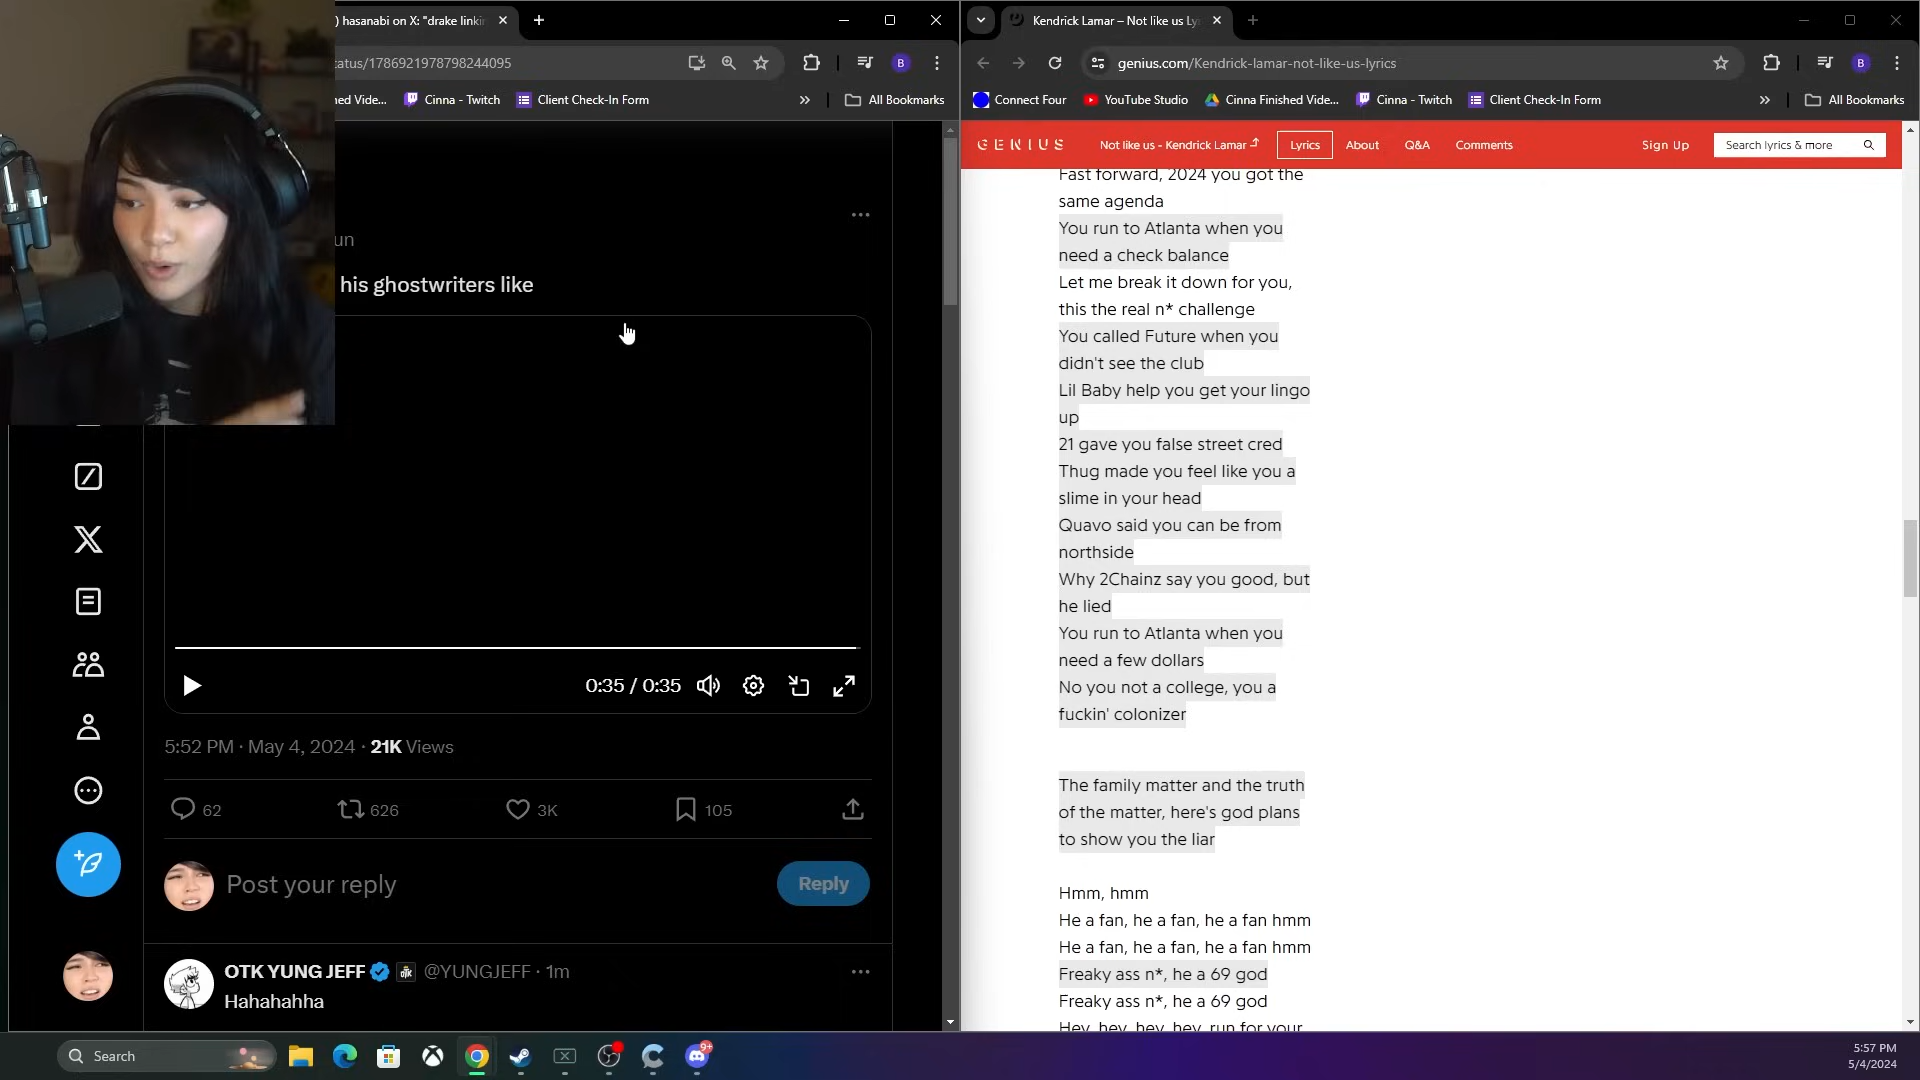 ) hasanabi on X: "drake linki
tatus/1786921978798244095
B
ned Vide...
Cinna - Twitch
Client Check-In Form
»
All Bookmarks
un
his ghostwriters like
0:35 / 0:35
5:52 PM · May 4, 2024 · 21K Views
62
626
3K
105
Post your reply
Reply
OTK YUNG JEFF @YUNGJEFF · 1m
Hahahahha
Kendrick Lamar – Not like us Ly
genius.com/Kendrick-lamar-not-like-us-lyrics
B
Connect Four
YouTube Studio
Cinna Finished Vide...
Cinna - Twitch
Client Check-In Form
»
All Bookmarks
GENIUS
Not like us - Kendrick Lamar
Lyrics
About
Q&A
Comments
Sign Up
Search lyrics & more
Fast forward, 2024 you got the
same agenda
You run to Atlanta when you
need a check balance
Let me break it down for you,
this the real n* challenge
You called Future when you
didn't see the club
Lil Baby help you get your lingo
up
21 gave you false street cred
Thug made you feel like you a
slime in your head
Quavo said you can be from
northside
Why 2Chainz say you good, but
he lied
You run to Atlanta when you
need a few dollars
No you not a college, you a
fuckin' colonizer
The family matter and the truth
of the matter, here's god plans
to show you the liar
Hmm, hmm
He a fan, he a fan, he a fan hmm
He a fan, he a fan, he a fan hmm
Freaky ass n*, he a 69 god
Freaky ass n*, he a 69 god
Hey, hey, hey, hey, run for your
Search
9+
5:57 PM
5/4/2024